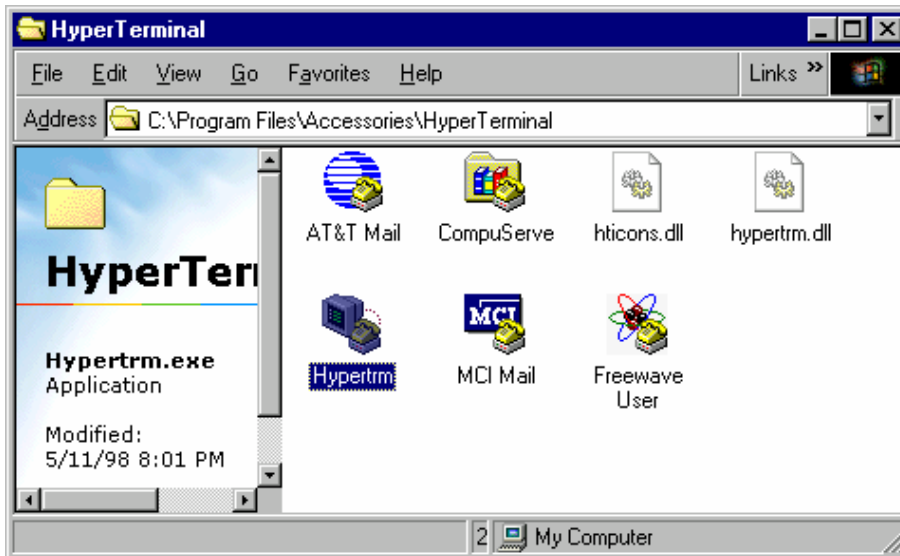 HyperTerminal
File Edit View Go Favorites Help Links »
Address C:\Program Files\Accessories\HyperTerminal
HyperTer
Hypertrm.exe
Application
Modified:
5/11/98 8:01 PM
AT&T Mail CompuServe hticons.dll hypertrm.dll
MCI
Hypertrm MCI Mail Freewave
User
2 My Computer